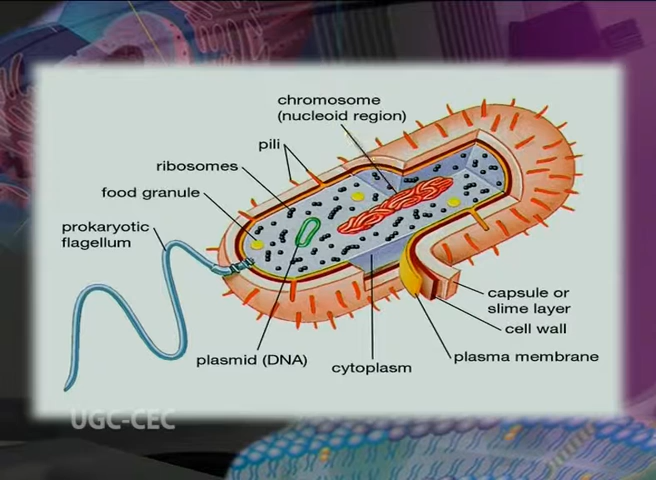 chromosome
(nucleoid region)
pili
ribosomes
food granule
prokaryotic
flagellum
capsule or
slime layer
cell wall
plasma membrane
plasmid (DNA)
cytoplasm
UGC-CEC